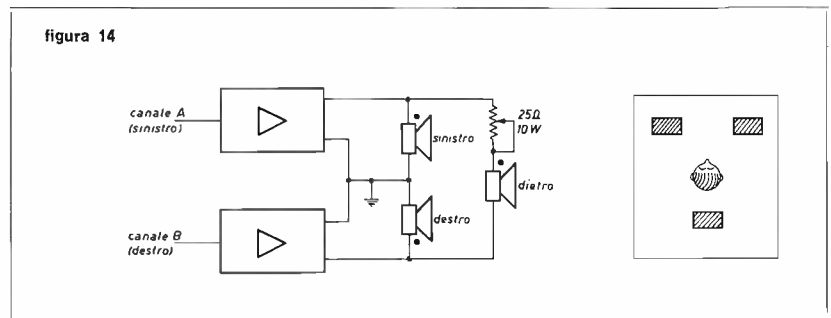 figura 14
canale A
(sinistro)
sinistro
25Ω
10W
dietro
destro
canale B
(destro)